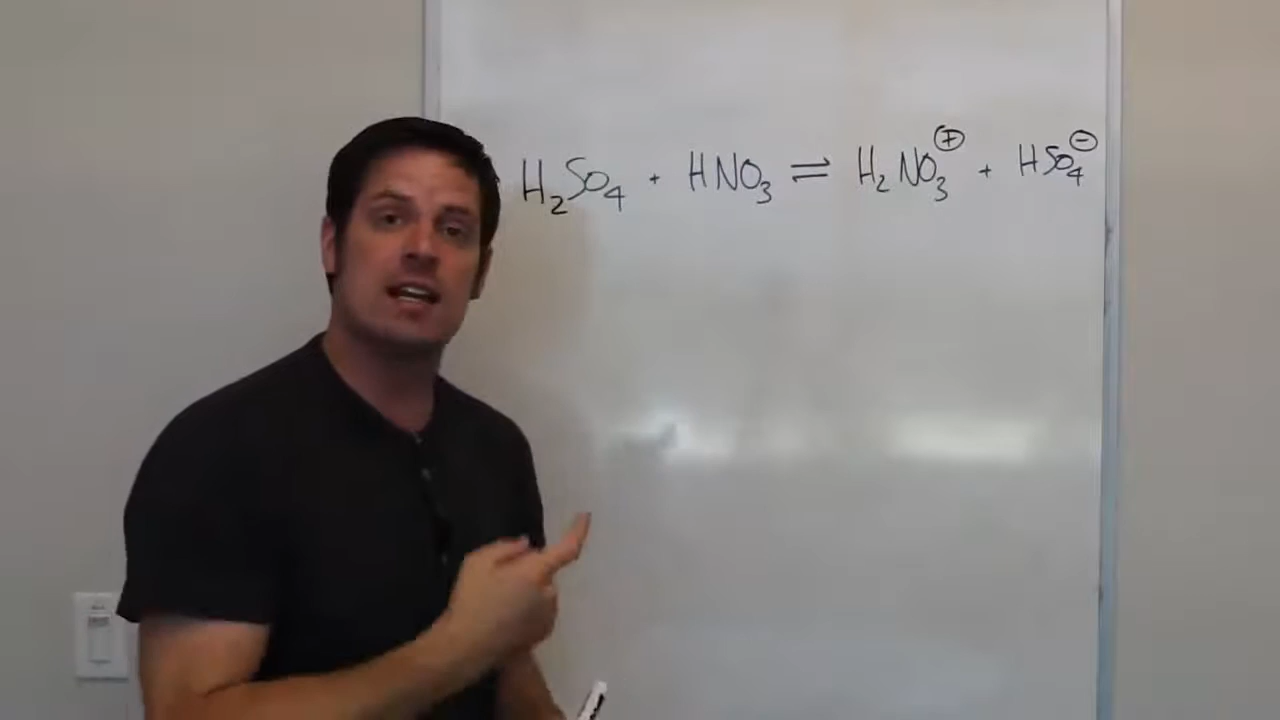 H₂SO₄ + HNO₃ ⇌ H₂NO₃⊕ + HSO₄⊖